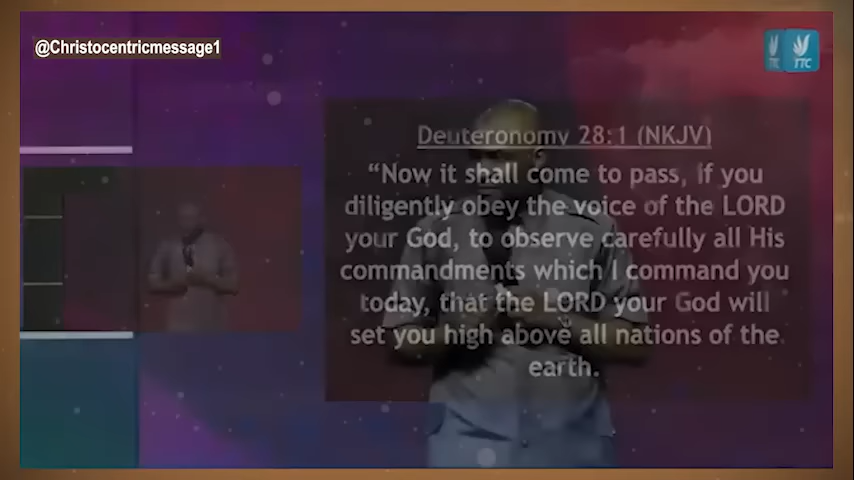 @Christocentricmessage1
TTC
Deuteronomy 28:1 (NKJV)
“Now it shall come to pass, if you
diligently obey the voice of the LORD
your God, to observe carefully all His
commandments which I command you
today, that the LORD your God will
set you high above all nations of the
earth.